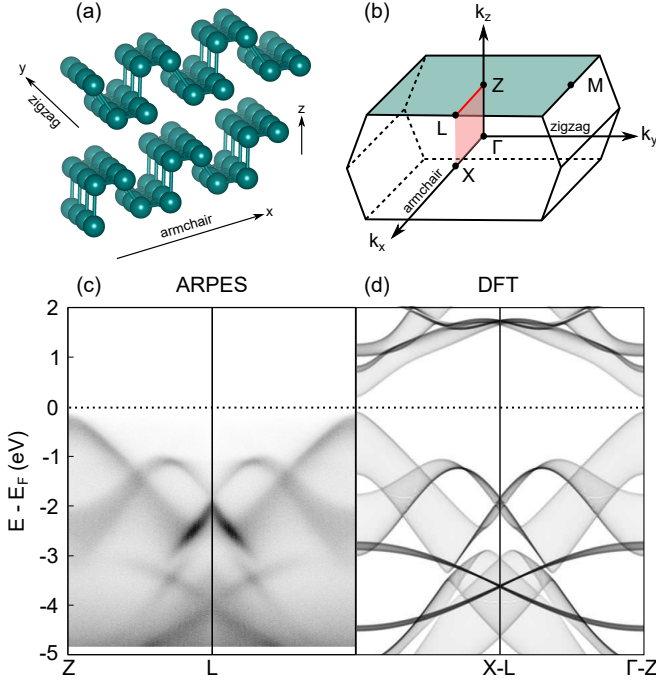 (a)
y
zigzag
z
armchair
x
(b)
k_z
Z
M
L
Γ
zigzag
k_y
X
armchair
k_x
(c) ARPES
(d) DFT
E - E_F (eV)
2
1
0
-1
-2
-3
-4
-5
Z L X-L Γ-Z